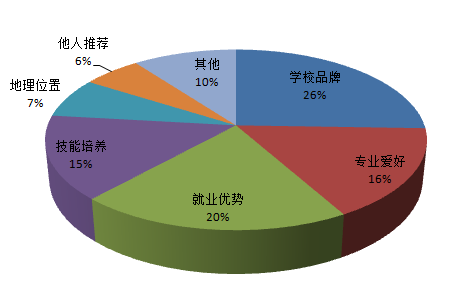 他人推荐
6%
其他
10%
学校品牌
26%
地理位置
7%
技能培养
15%
专业爱好
16%
就业优势
20%